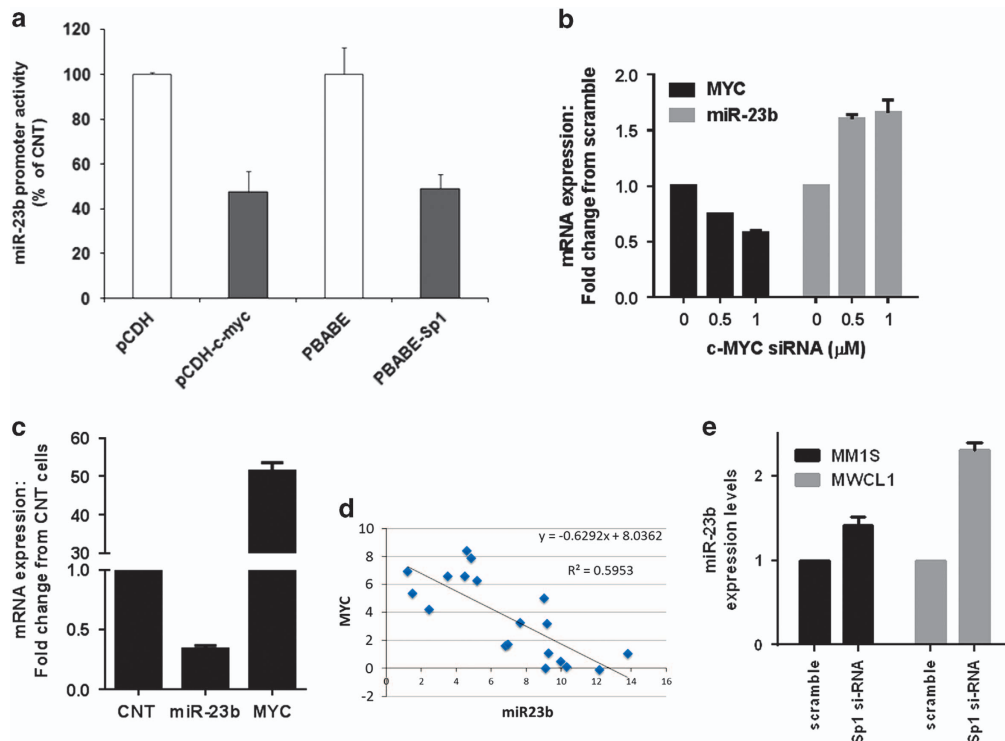 a
miR-23b promoter activity
(% of CNT)
120
100
80
60
40
20
0
pCDH
pCDH-c-myc
PBABE
PBABE-Sp1
b
mRNA expression:
Fold change from scramble
2.0
1.5
1.0
0.5
0.0
MYC
miR-23b
0 0.5 1 0 0.5 1
c-MYC siRNA (μM)
c
mRNA expression:
Fold change from CNT cells
60
50
40
30
1.0
0.5
0.0
CNT miR-23b MYC
d
MYC
10
8
6
4
2
0
-2
y = -0.6292x + 8.0362
R² = 0.5953
0 2 4 6 8 10 12 14 16
miR23b
e
miR-23b
expression levels
2
1
0
MM1S
MWCL1
scramble
Sp1 si-RNA
scramble
Sp1 si-RNA